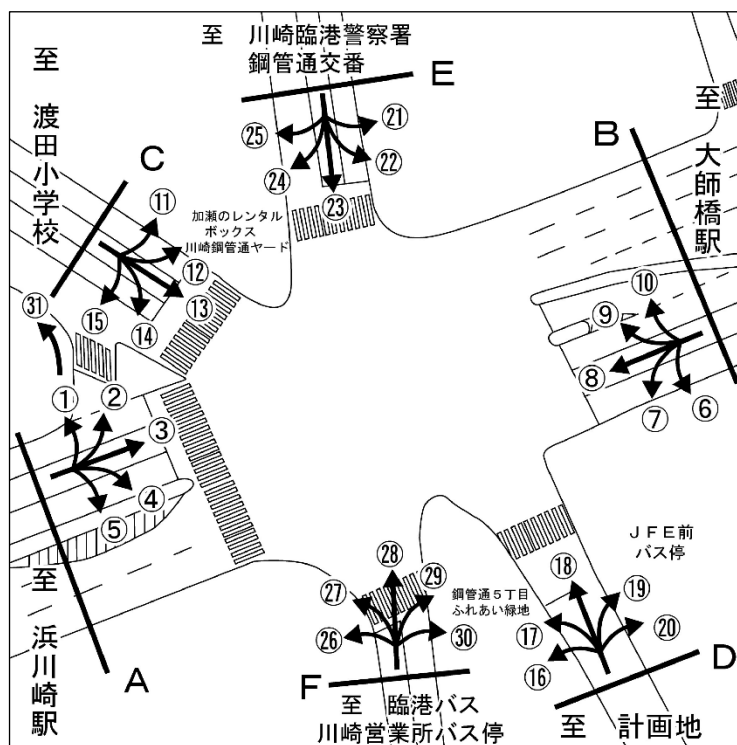 至 川崎臨港警察署
鋼管通交番
E
至 渡田小学校
C
B
至 大師橋駅
㉑
㉒
㉓
㉔
㉕
加瀬のレンタル
ボックス
川崎鋼管通ヤード
⑪
⑫
⑬
⑭
⑮
㉛
⑩
⑨
⑧
⑦
⑥
①
②
③
④
⑤
至 浜川崎駅
A
JFE前
バス停
鋼管通5丁目
ふれあい緑地
㉖
㉗
㉘
㉙
㉚
⑯
⑰
⑱
⑲
⑳
D
F
至 臨港バス
川崎営業所バス停
至 計画地